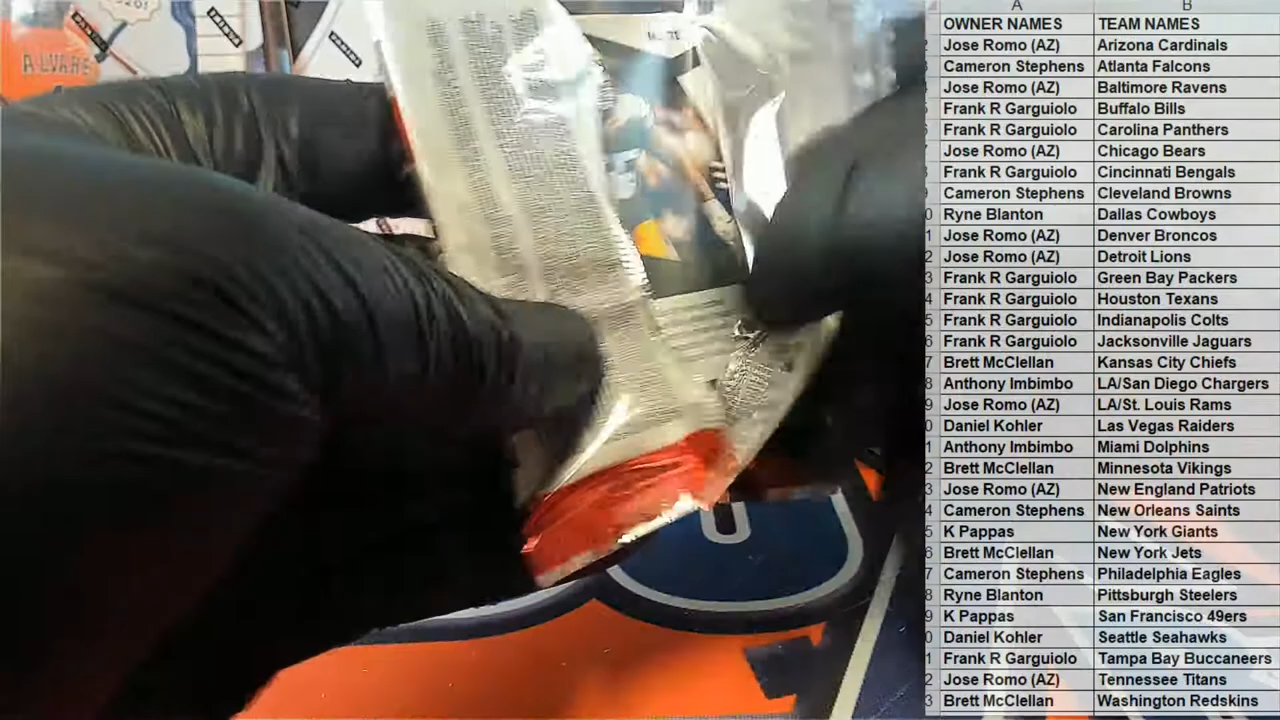 A B
OWNER NAMES TEAM NAMES
Jose Romo (AZ) Arizona Cardinals
Cameron Stephens Atlanta Falcons
Jose Romo (AZ) Baltimore Ravens
Frank R Garguiolo Buffalo Bills
Frank R Garguiolo Carolina Panthers
Jose Romo (AZ) Chicago Bears
Frank R Garguiolo Cincinnati Bengals
Cameron Stephens Cleveland Browns
Ryne Blanton Dallas Cowboys
Jose Romo (AZ) Denver Broncos
Jose Romo (AZ) Detroit Lions
Frank R Garguiolo Green Bay Packers
Frank R Garguiolo Houston Texans
Frank R Garguiolo Indianapolis Colts
Frank R Garguiolo Jacksonville Jaguars
Brett McClellan Kansas City Chiefs
Anthony Imbimbo LA/San Diego Chargers
Jose Romo (AZ) LA/St. Louis Rams
Daniel Kohler Las Vegas Raiders
Anthony Imbimbo Miami Dolphins
Brett McClellan Minnesota Vikings
Jose Romo (AZ) New England Patriots
Cameron Stephens New Orleans Saints
K Pappas New York Giants
Brett McClellan New York Jets
Cameron Stephens Philadelphia Eagles
Ryne Blanton Pittsburgh Steelers
K Pappas San Francisco 49ers
Daniel Kohler Seattle Seahawks
Frank R Garguiolo Tampa Bay Buccaneers
Jose Romo (AZ) Tennessee Titans
Brett McClellan Washington Redskins